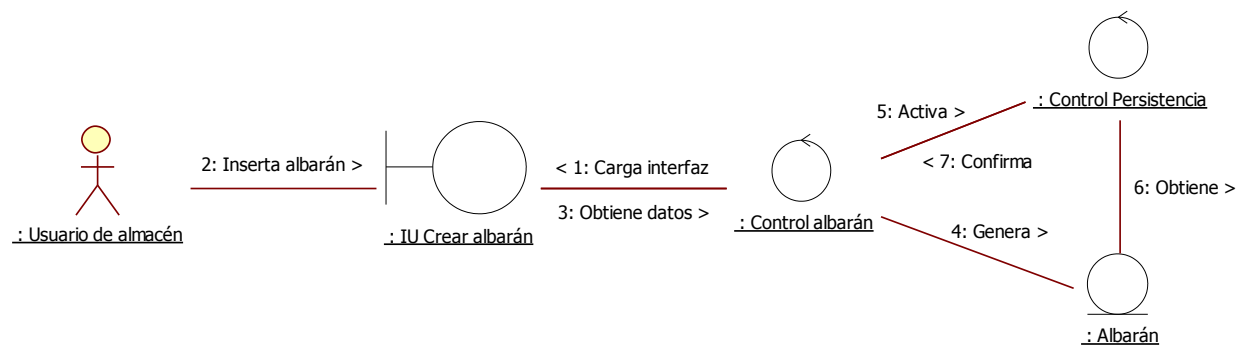 : Control Persistencia
5: Activa >
2: Inserta albarán >
< 1: Carga interfaz
< 7: Confirma
6: Obtiene >
3: Obtiene datos >
: Usuario de almacén
: IU Crear albarán
: Control albarán
4: Genera >
: Albarán